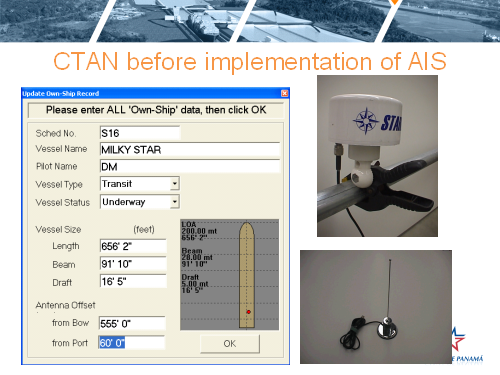 CTAN before implementation of AIS
Update Own-Ship Record
Please enter ALL 'Own-Ship' data, then click OK
Sched No. S16
Vessel Name MILKY STAR
Pilot Name DM
Vessel Type Transit
Vessel Status Underway
Vessel Size (feet)
Length 656' 2"
Beam 91' 10"
Draft 16' 5"
Antenna Offset
from Bow 555' 0"
from Port 60' 0"
LOA
200.00 mt
656' 2"
Beam
28.00 mt
91' 10"
Draft
5.00 mt
16' 5"
OK
STAR
PANAMÁ